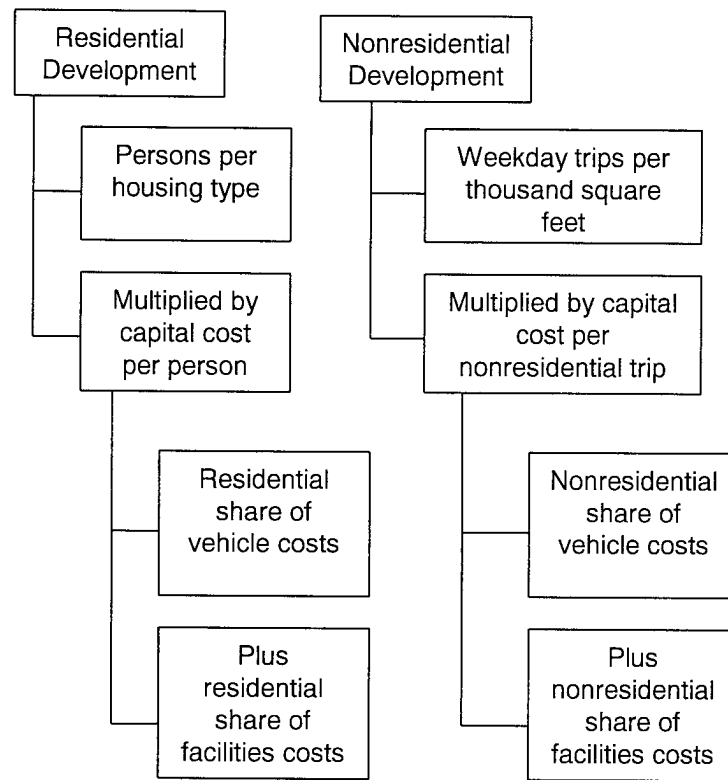 Residential
Development
Persons per
housing type
Multiplied by
capital cost
per person
Residential
share of
vehicle costs
Plus
residential
share of
facilities costs
Nonresidential
Development
Weekday trips per
thousand square
feet
Multiplied by capital
cost per
nonresidential trip
Nonresidential
share of
vehicle costs
Plus
nonresidential
share of
facilities costs